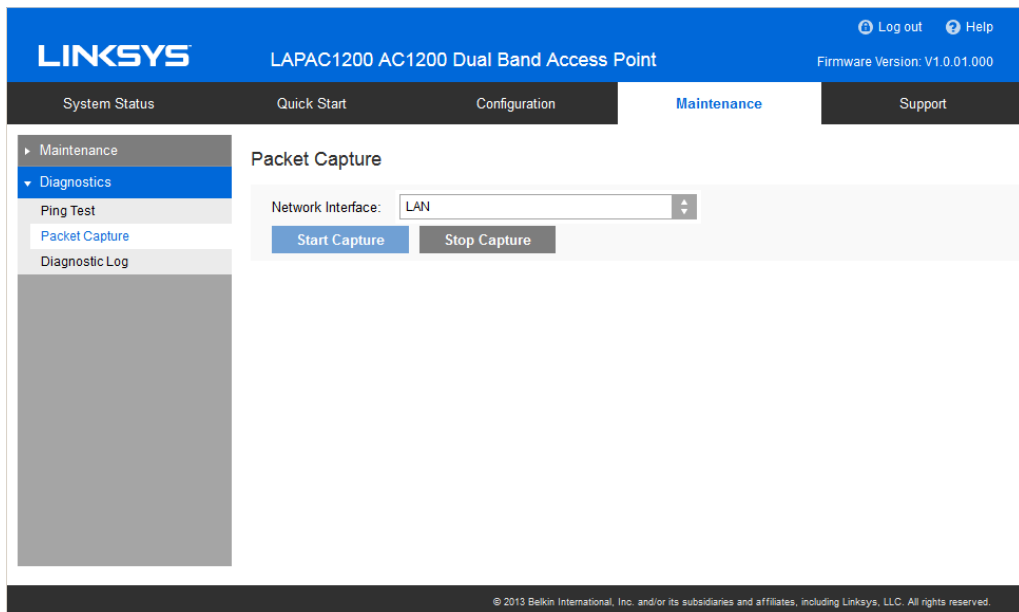 Log out Help
LINKSYS LAPAC1200 AC1200 Dual Band Access Point Firmware Version: V1.0.01.000
System Status Quick Start Configuration Maintenance Support
Maintenance
Diagnostics
Ping Test
Packet Capture
Diagnostic Log
Packet Capture
Network Interface: LAN
Start Capture Stop Capture
© 2013 Belkin International, Inc. and/or its subsidiaries and affiliates, including Linksys, LLC. All rights reserved.